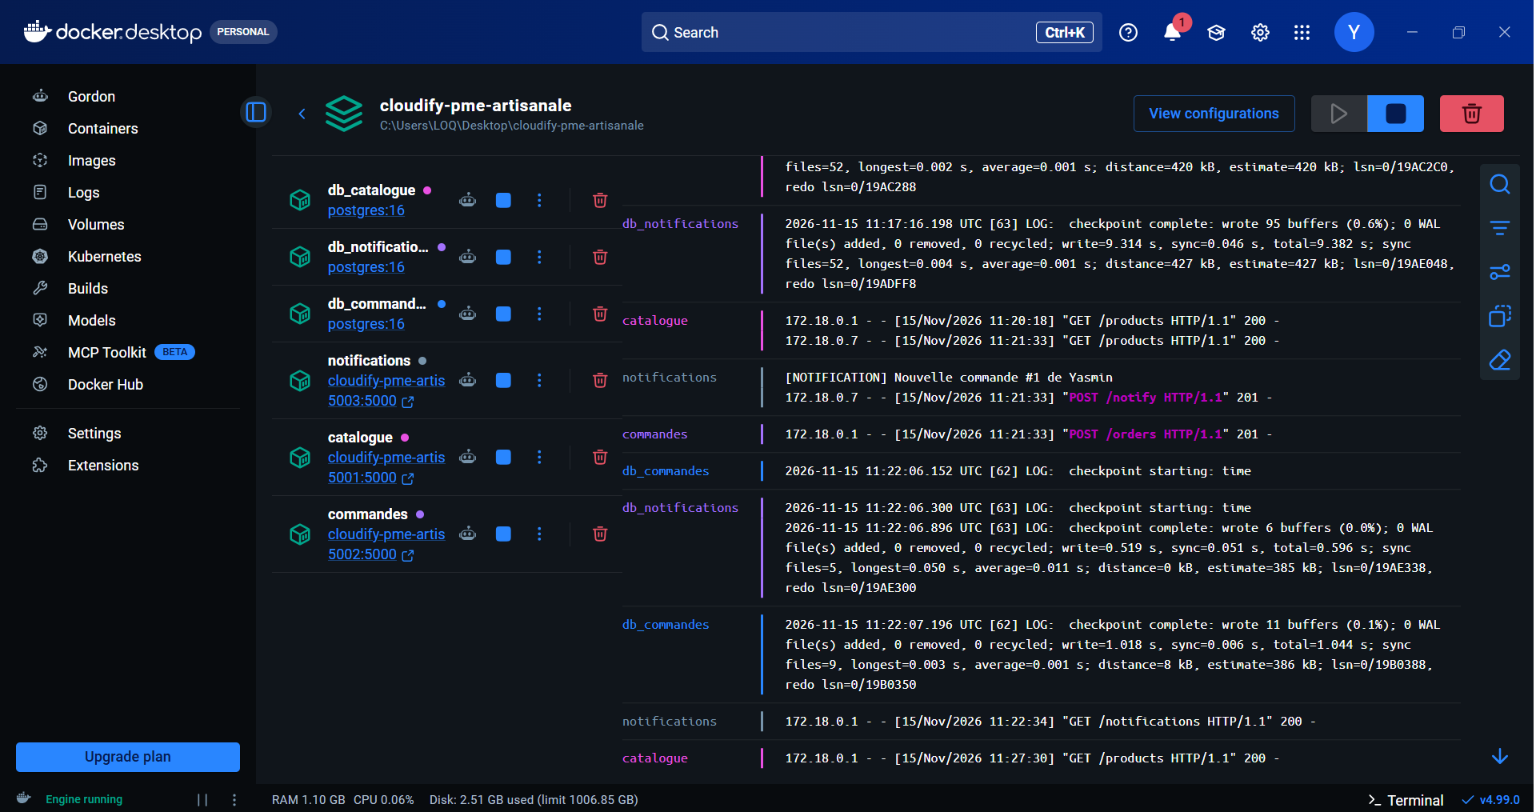 docker.desktop PERSONAL
Search Ctrl+K
1
Y
Gordon
Containers
Images
Logs
Volumes
Kubernetes
Builds
Models
MCP Toolkit BETA
Docker Hub
Settings
Extensions
Upgrade plan
cloudify-pme-artisanale
C:\Users\LOQ\Desktop\cloudify-pme-artisanale
View configurations
db_catalogue
postgres:16
db_notificatio...
postgres:16
db_command...
postgres:16
notifications
cloudify-pme-artis
5003:5000
catalogue
cloudify-pme-artis
5001:5000
commandes
cloudify-pme-artis
5002:5000
files=52, longest=0.002 s, average=0.001 s; distance=420 kB, estimate=420 kB; lsn=0/19AC2C0,
redo lsn=0/19AC288
db_notifications 2026-11-15 11:17:16.198 UTC [63] LOG: checkpoint complete: wrote 95 buffers (0.6%); 0 WAL
file(s) added, 0 removed, 0 recycled; write=9.314 s, sync=0.046 s, total=9.382 s; sync
files=52, longest=0.004 s, average=0.001 s; distance=427 kB, estimate=427 kB; lsn=0/19AE048,
redo lsn=0/19ADFF8
catalogue 172.18.0.1 - - [15/Nov/2026 11:20:18] "GET /products HTTP/1.1" 200 -
172.18.0.7 - - [15/Nov/2026 11:21:33] "GET /products HTTP/1.1" 200 -
notifications [NOTIFICATION] Nouvelle commande #1 de Yasmin
172.18.0.7 - - [15/Nov/2026 11:21:33] "POST /notify HTTP/1.1" 201 -
commandes 172.18.0.1 - - [15/Nov/2026 11:21:33] "POST /orders HTTP/1.1" 201 -
db_commandes 2026-11-15 11:22:06.152 UTC [62] LOG: checkpoint starting: time
db_notifications 2026-11-15 11:22:06.300 UTC [63] LOG: checkpoint starting: time
2026-11-15 11:22:06.896 UTC [63] LOG: checkpoint complete: wrote 6 buffers (0.0%); 0 WAL
file(s) added, 0 removed, 0 recycled; write=0.519 s, sync=0.051 s, total=0.596 s; sync
files=5, longest=0.050 s, average=0.011 s; distance=0 kB, estimate=385 kB; lsn=0/19AE338,
redo lsn=0/19AE300
db_commandes 2026-11-15 11:22:07.196 UTC [62] LOG: checkpoint complete: wrote 11 buffers (0.1%); 0 WAL
file(s) added, 0 removed, 0 recycled; write=1.018 s, sync=0.006 s, total=1.044 s; sync
files=9, longest=0.003 s, average=0.001 s; distance=8 kB, estimate=386 kB; lsn=0/19B0388,
redo lsn=0/19B0350
notifications 172.18.0.1 - - [15/Nov/2026 11:22:34] "GET /notifications HTTP/1.1" 200 -
catalogue 172.18.0.1 - - [15/Nov/2026 11:27:30] "GET /products HTTP/1.1" 200 -
Engine running
RAM 1.10 GB CPU 0.06% Disk: 2.51 GB used (limit 1006.85 GB)
>_ Terminal
v4.99.0